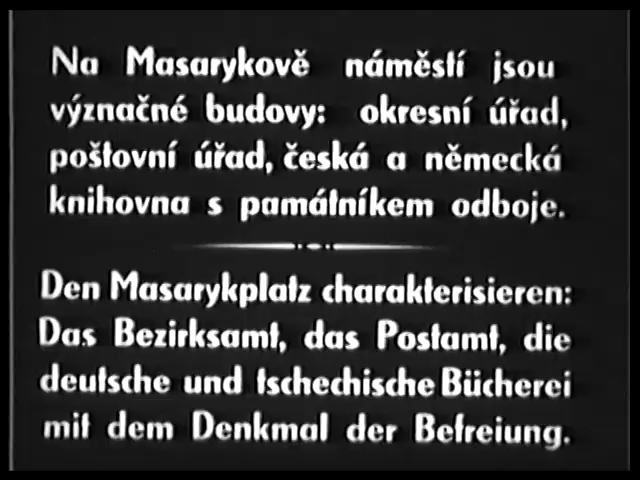 Na Masarykově náměstí jsou
význačné budovy: okresní úřad,
poštovní úřad, česká a německá
knihovna s památníkem odboje.
Den Masarykplatz charakterisieren:
Das Bezirksamt, das Postamt, die
deutsche und tschechische Bücherei
mit dem Denkmal der Befreiung.